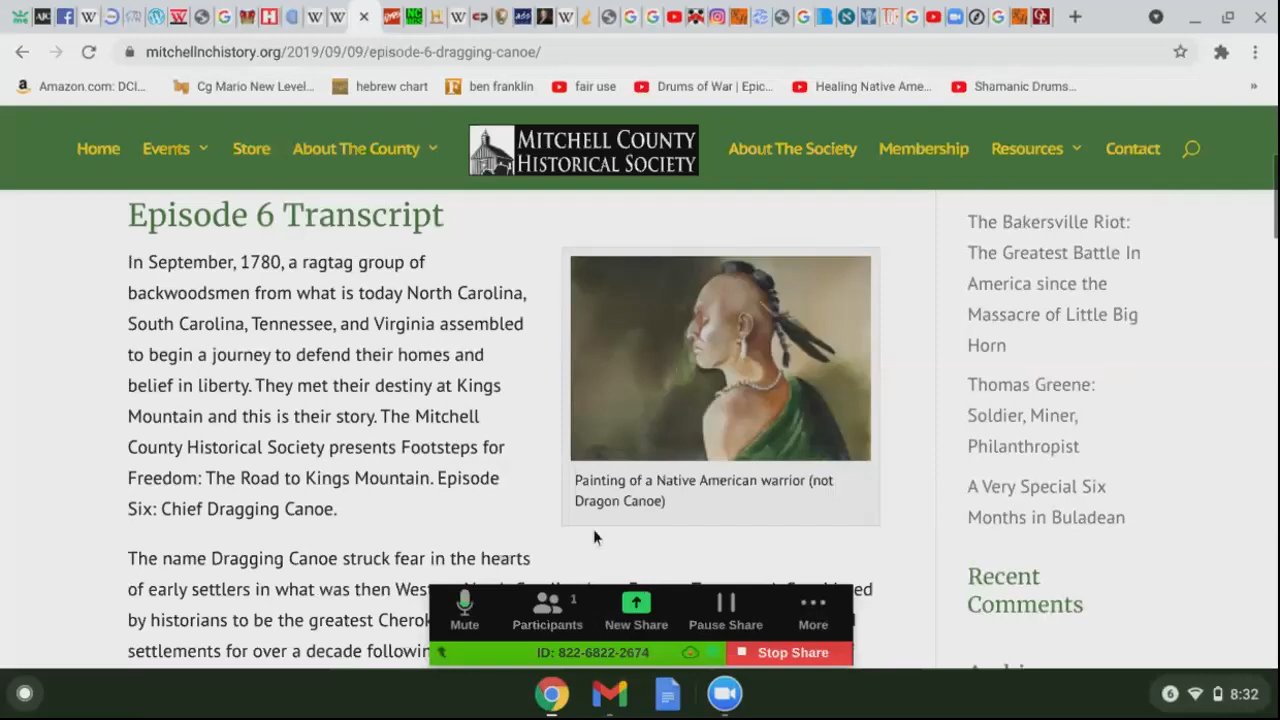 mitchellnchistory.org/2019/09/09/episode-6-dragging-canoe/
Amazon.com: DCI...
Cg Mario New Level...
hebrew chart
ben franklin
fair use
Drums of War | Epic...
Healing Native Ame...
Shamanic Drums...
»
Home
Events
Store
About The County
MITCHELL COUNTY
HISTORICAL SOCIETY
About The Society
Membership
Resources
Contact
Episode 6 Transcript
In September, 1780, a ragtag group of
backwoodsmen from what is today North Carolina,
South Carolina, Tennessee, and Virginia assembled
to begin a journey to defend their homes and
belief in liberty. They met their destiny at Kings
Mountain and this is their story. The Mitchell
County Historical Society presents Footsteps for
Freedom: The Road to Kings Mountain. Episode
Six: Chief Dragging Canoe.
Painting of a Native American warrior (not
Dragon Canoe)
The name Dragging Canoe struck fear in the hearts
of early settlers in what was then West
by historians to be the greatest Cherok
settlements for over a decade followin
The Bakersville Riot:
The Greatest Battle In
America since the
Massacre of Little Big
Horn
Thomas Greene:
Soldier, Miner,
Philanthropist
A Very Special Six
Months in Buladean
Recent
Comments
Mute
Participants
1
New Share
Pause Share
More
ID: 822-6822-2674
Stop Share
6
8:32